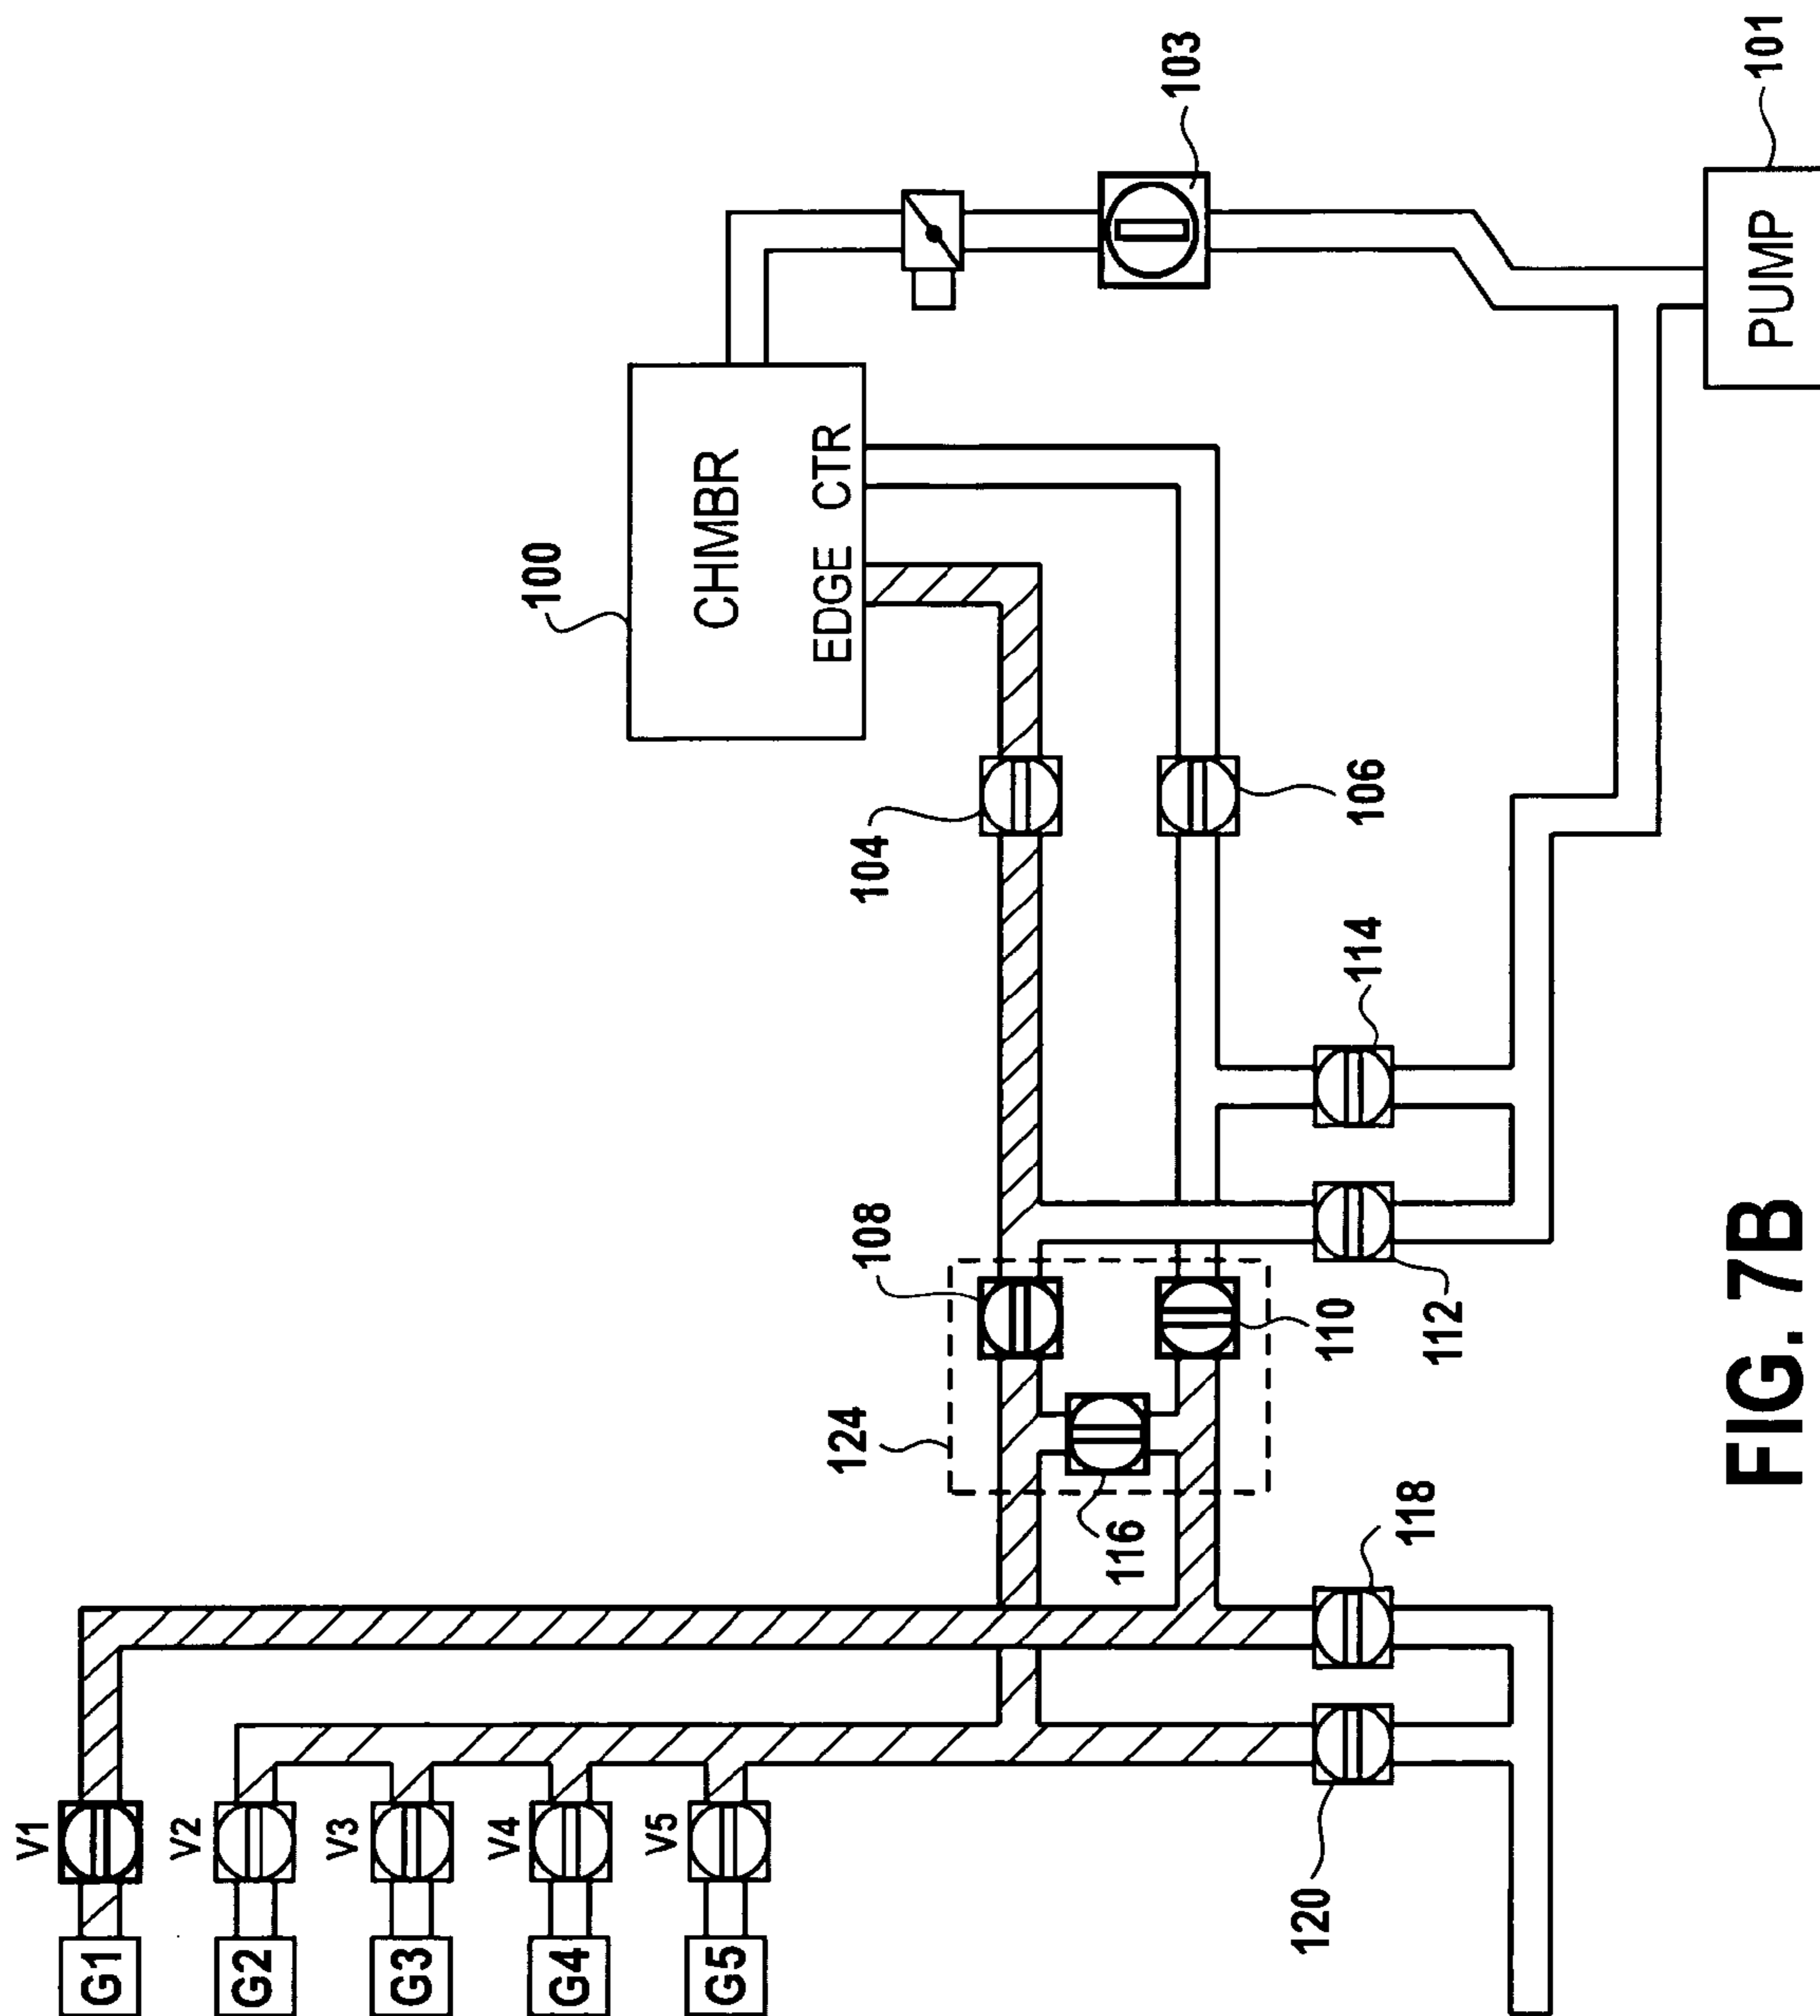 G1
V1
G2
V2
G3
V3
G4
V4
G5
V5
120
118
116
124
108
110
112
114
104
106
100
CHMBR
EDGE CTR
103
PUMP
101
FIG. 7B